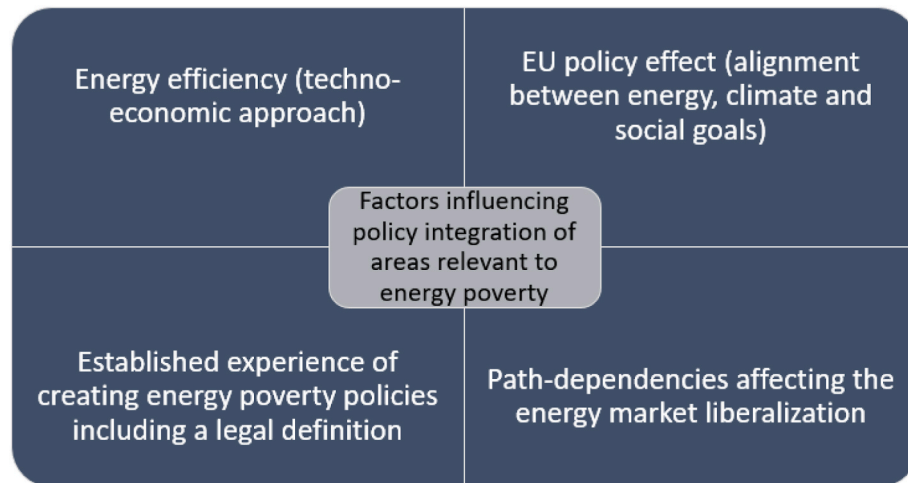 Energy efficiency (techno-
economic approach)
EU policy effect (alignment
between energy, climate and
social goals)
Factors influencing
policy integration of
areas relevant to
energy poverty
Established experience of
creating energy poverty policies
including a legal definition
Path-dependencies affecting the
energy market liberalization